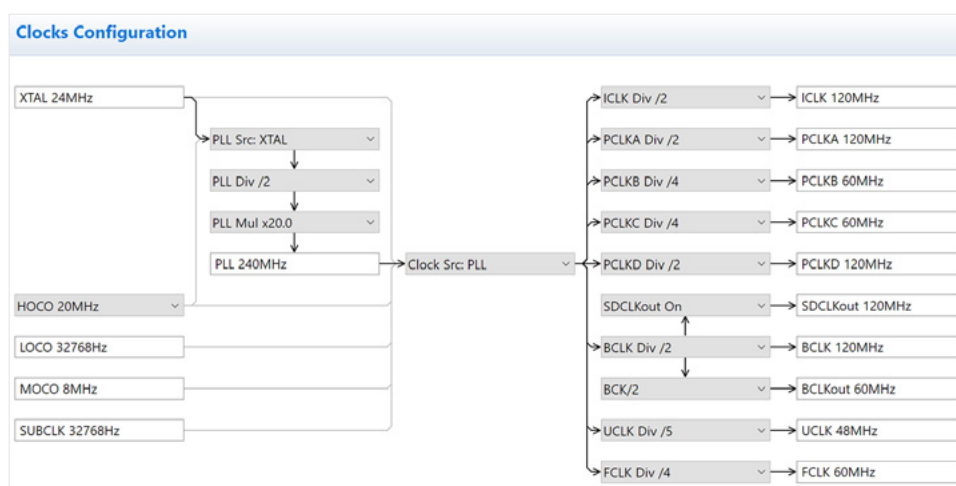 Clocks Configuration
XTAL 24MHz
ICLK Div /2
ICLK 120MHz
PLL Src: XTAL
PCLKA Div /2
PCLKA 120MHz
PLL Div /2
PCLKB Div /4
PCLKB 60MHz
PLL Mul x20.0
PCLKC Div /4
PCLKC 60MHz
PLL 240MHz
Clock Src: PLL
PCLKD Div /2
PCLKD 120MHz
HOCO 20MHz
SDCLKout On
SDCLKout 120MHz
LOCO 32768Hz
BCLK Div /2
BCLK 120MHz
MOCO 8MHz
BCK/2
BCLKout 60MHz
SUBCLK 32768Hz
UCLK Div /5
UCLK 48MHz
FCLK Div /4
FCLK 60MHz